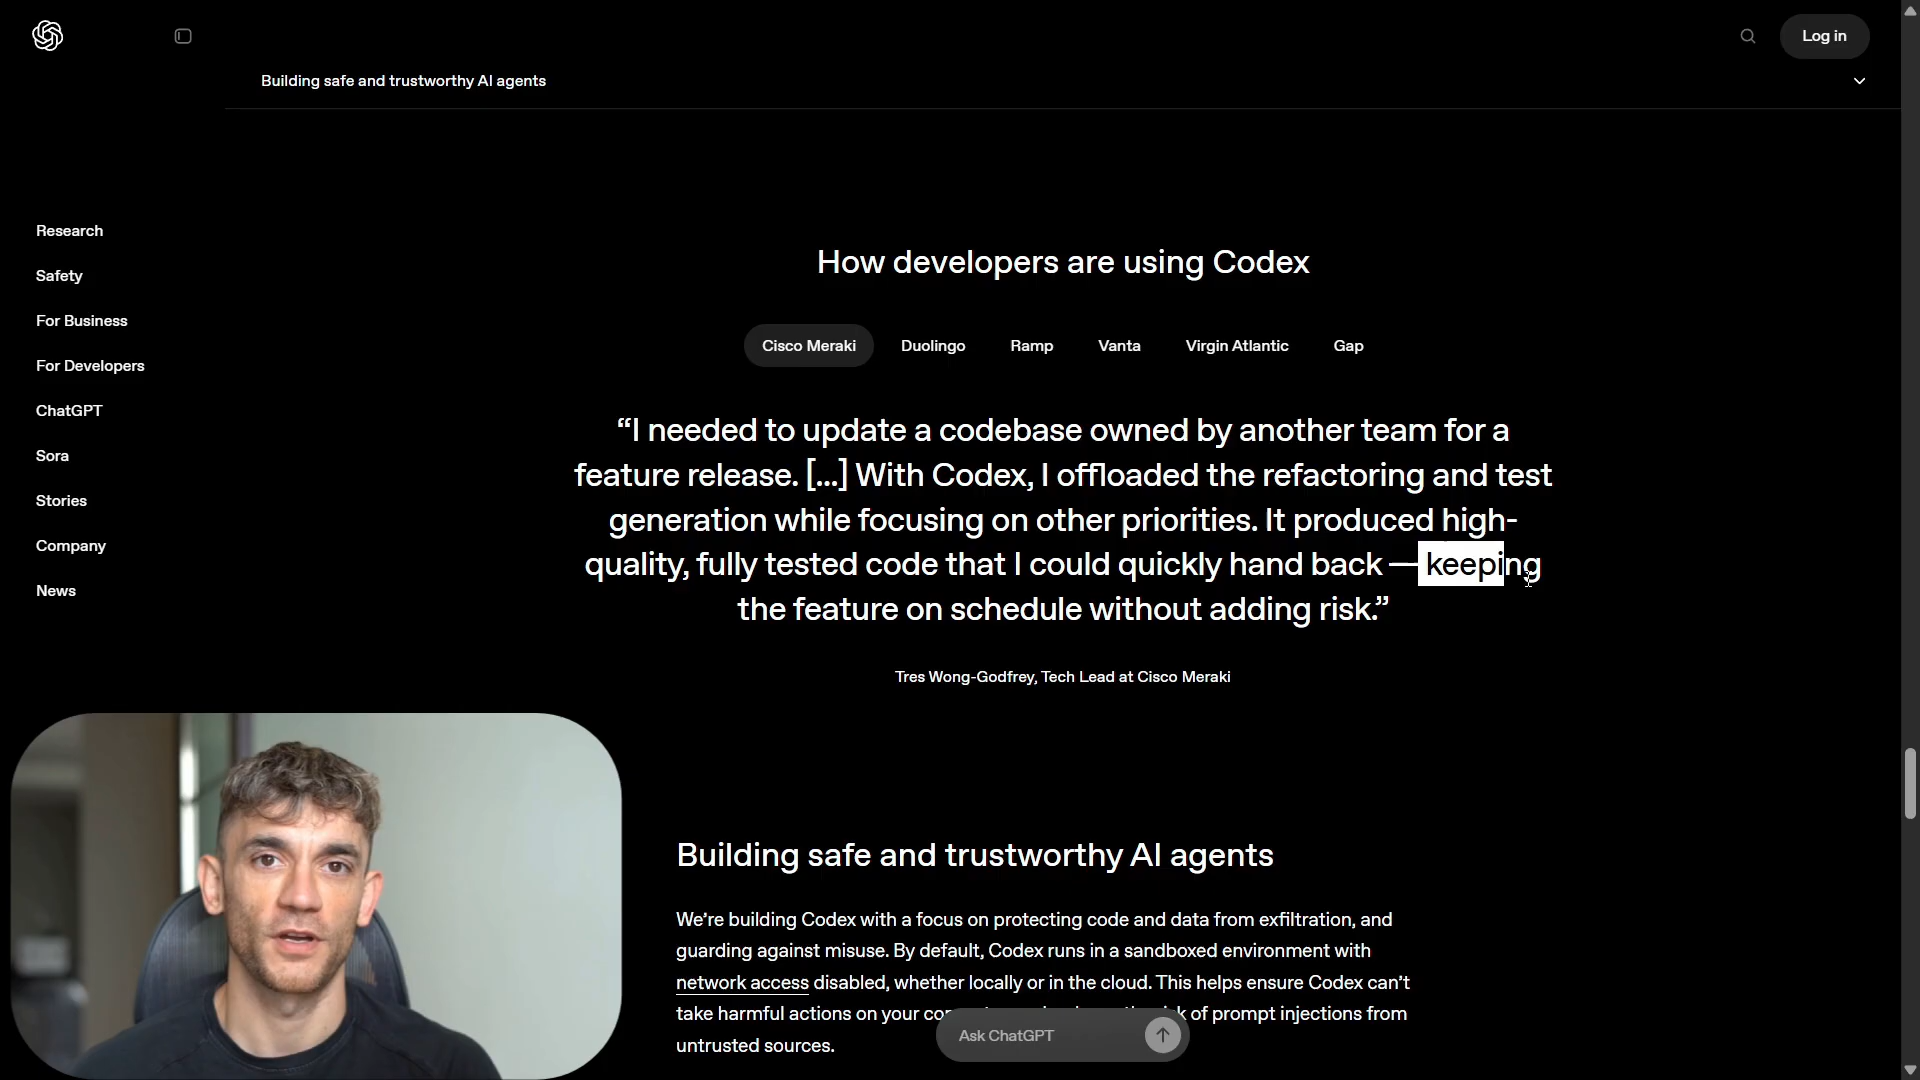 Log in
Building safe and trustworthy AI agents
Research
Safety
For Business
For Developers
ChatGPT
Sora
Stories
Company
News
How developers are using Codex
Cisco Meraki Duolingo Ramp Vanta Virgin Atlantic Gap
“I needed to update a codebase owned by another team for a
feature release. [...] With Codex, I offloaded the refactoring and test
generation while focusing on other priorities. It produced high-
quality, fully tested code that I could quickly hand back — keeping
the feature on schedule without adding risk.”
Tres Wong-Godfrey, Tech Lead at Cisco Meraki
Building safe and trustworthy AI agents
We’re building Codex with a focus on protecting code and data from exfiltration, and
guarding against misuse. By default, Codex runs in a sandboxed environment with
network access disabled, whether locally or in the cloud. This helps ensure Codex can’t
take harmful actions on your of prompt injections from
untrusted sources.
Ask ChatGPT